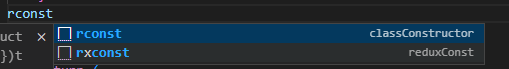 rconst
uct × rconst classConstructor
})t rxconst reduxConst